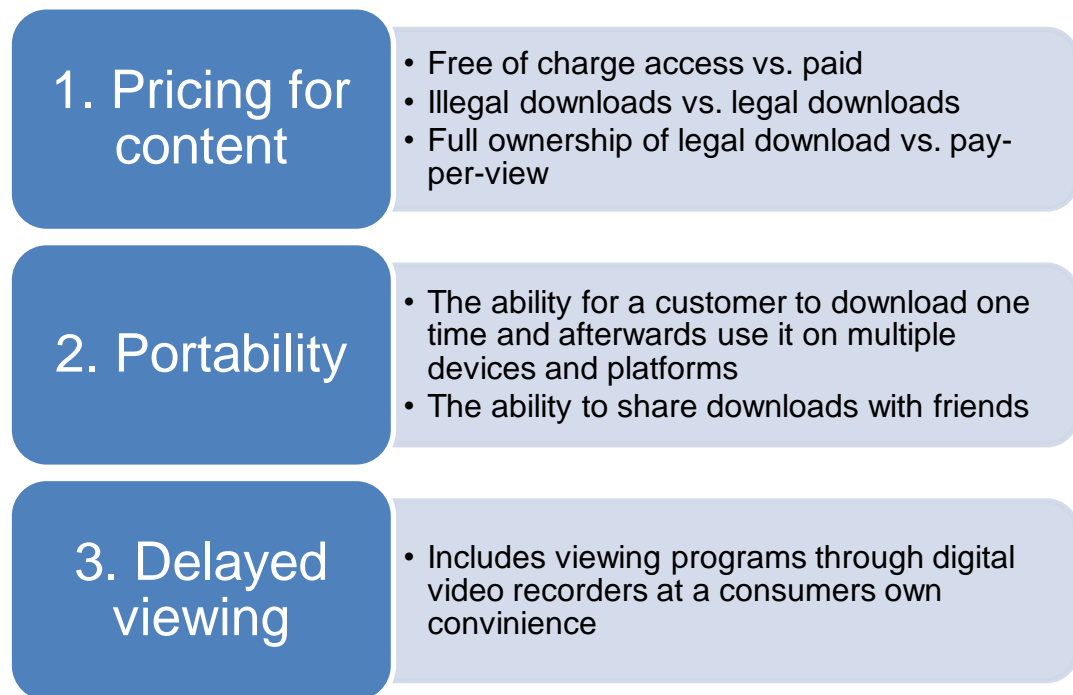 1. Pricing for
content
• Free of charge access vs. paid
• Illegal downloads vs. legal downloads
• Full ownership of legal download vs. pay-
per-view
2. Portability
• The ability for a customer to download one
time and afterwards use it on multiple
devices and platforms
• The ability to share downloads with friends
3. Delayed
viewing
• Includes viewing programs through digital
video recorders at a consumers own
convinience